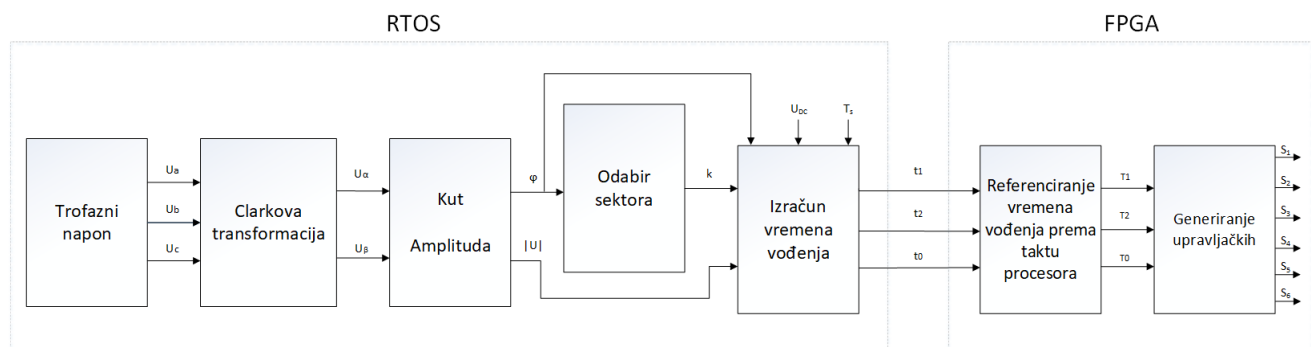 RTOS
FPGA
Trofazni
napon
Ua
Ub
Uc
Clarkova
transformacija
Uα
Uβ
Kut
Amplituda
φ
|U|
Odabir
sektora
k
UDC
Ts
Izračun
vremena
vođenja
t1
t2
t0
Referenciranje
vremena
vođenja prema
taktu
procesora
T1
T2
T0
Generiranje
upravljačkih
S1
S2
S3
S4
S5
S6